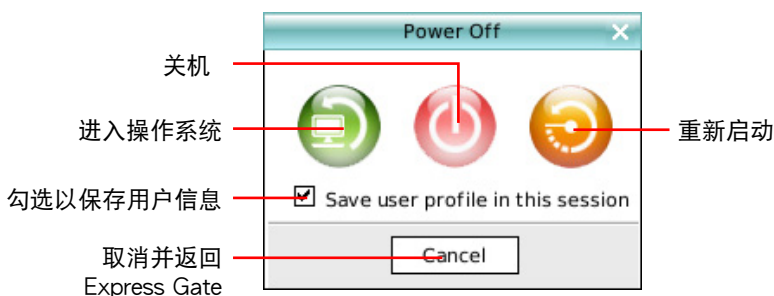 Power Off
关机
进入操作系统
重新启动
勾选以保存用户信息
Save user profile in this session
取消并返回
Express Gate
Cancel